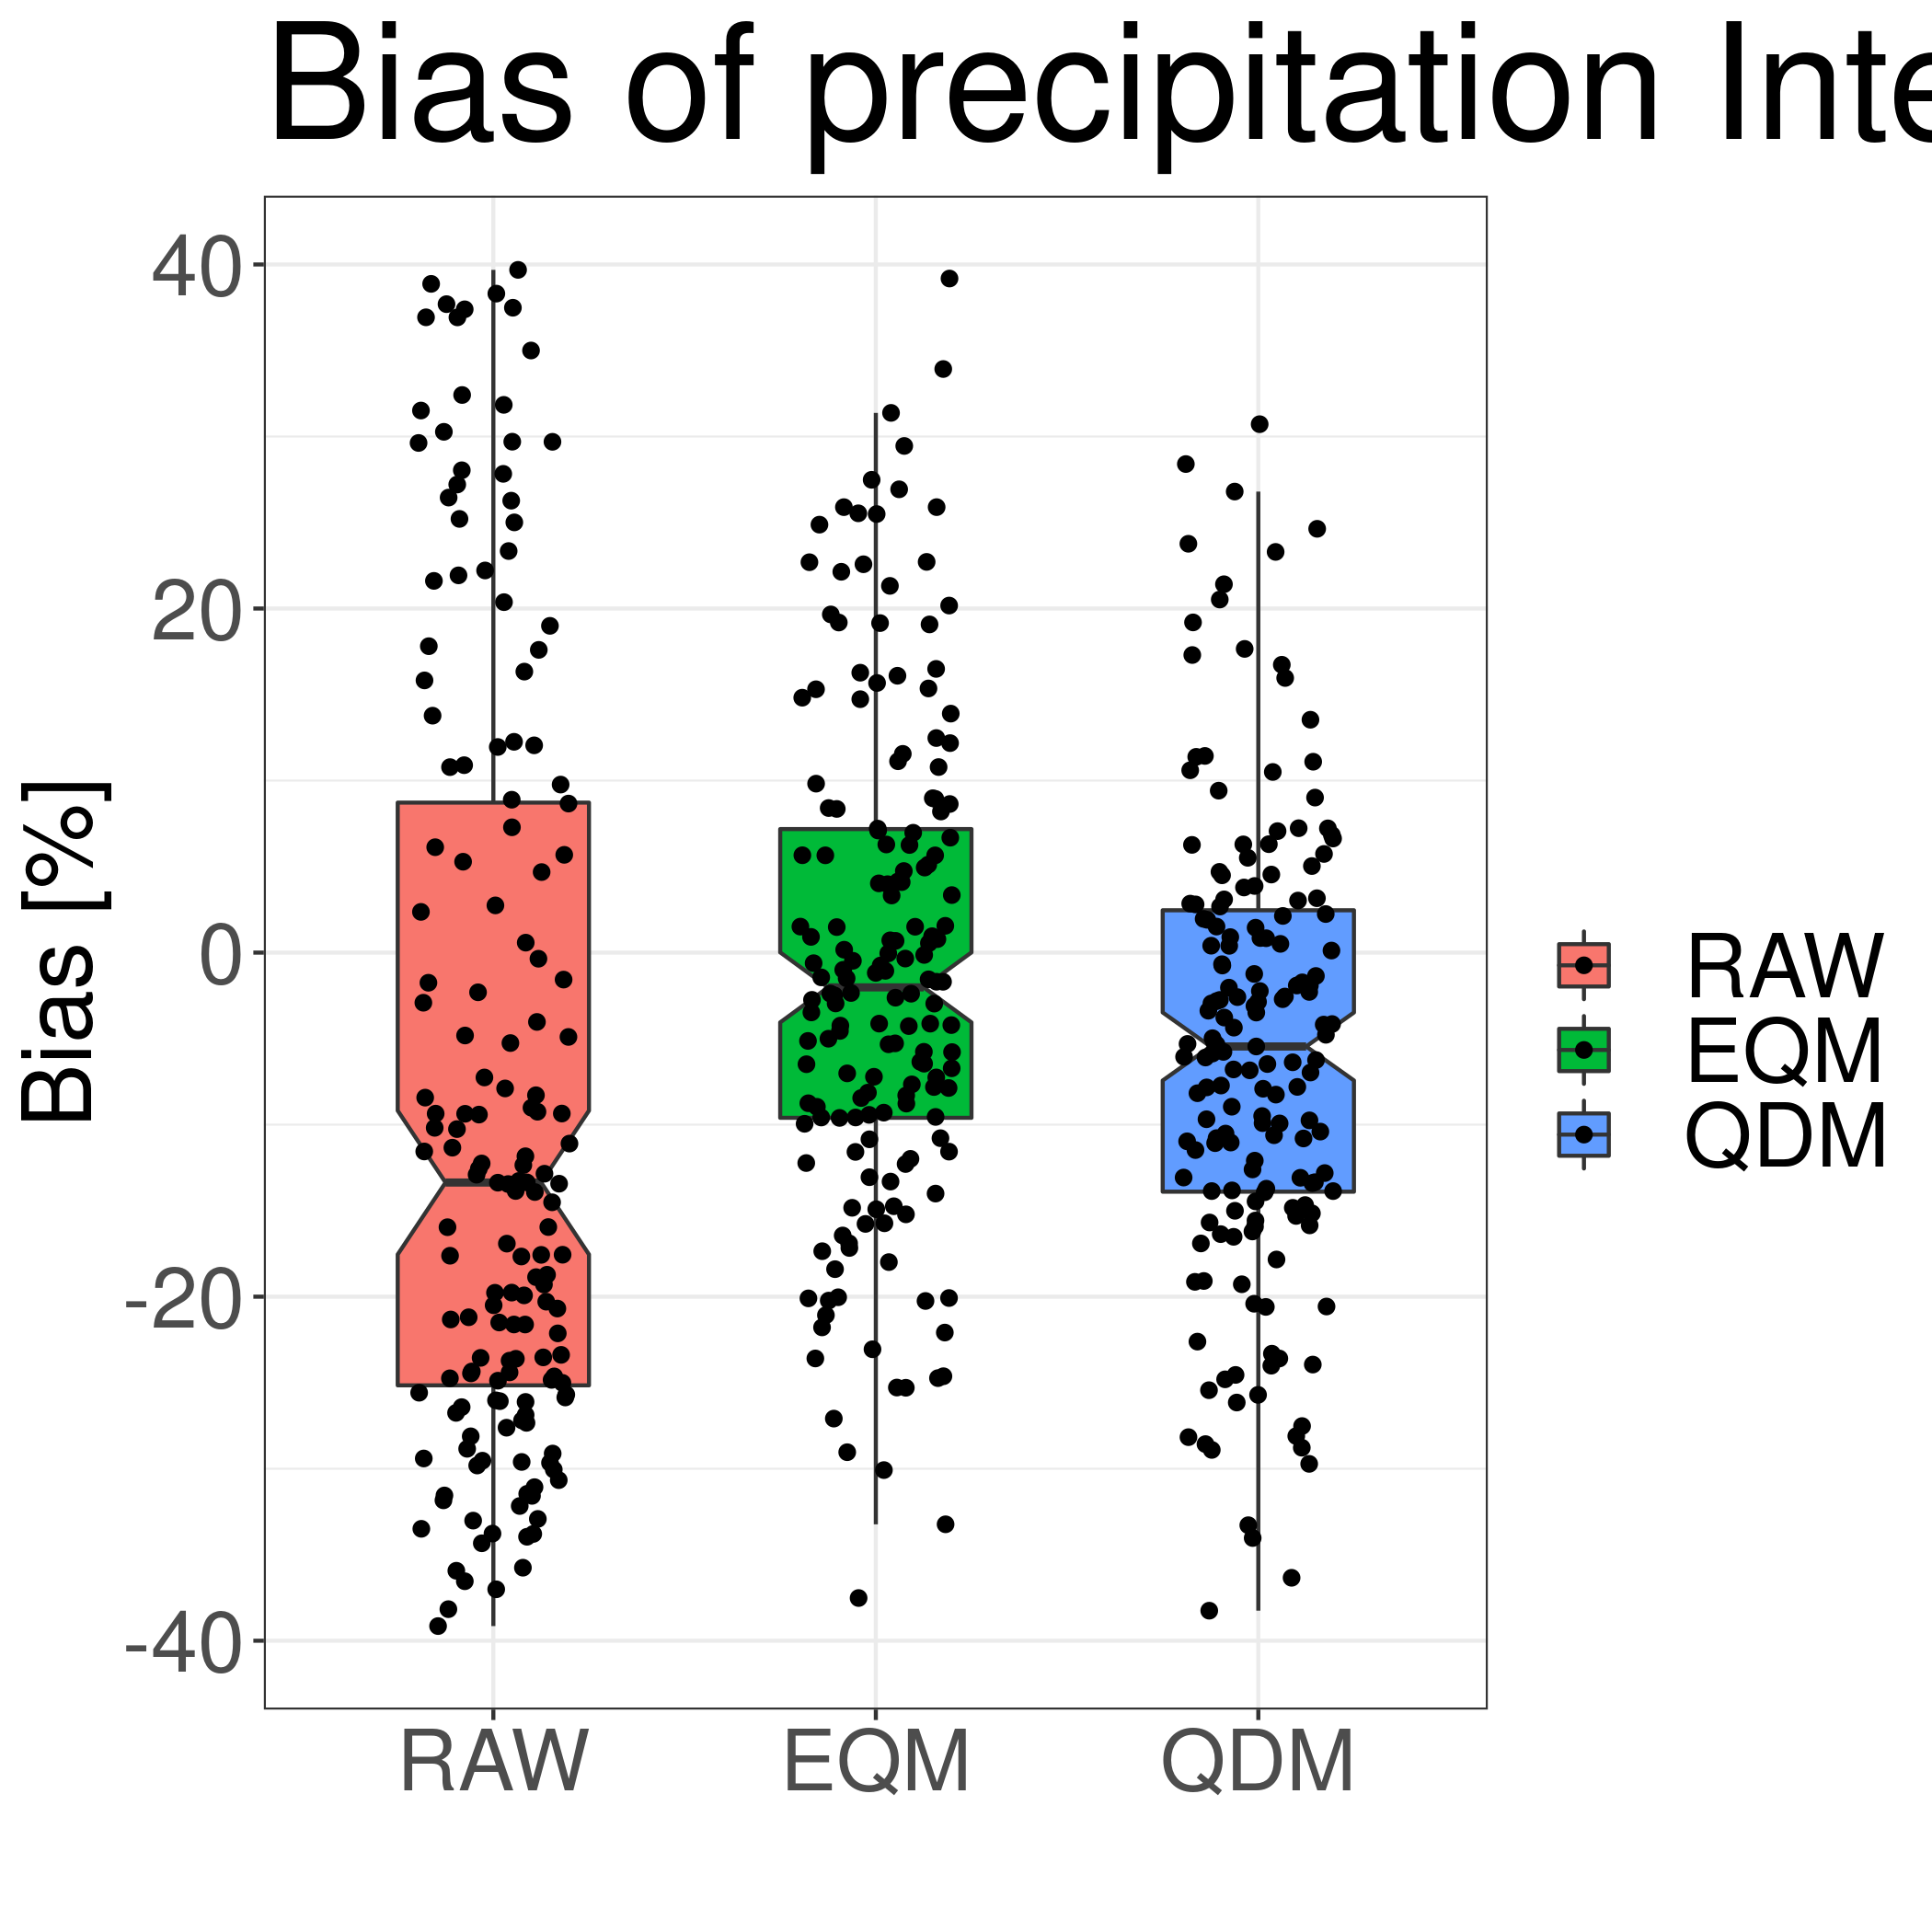 Bias of precipitation Inte
Bias [%]
40
20
0
-20
-40
RAW
EQM
QDM
RAW
EQM
QDM